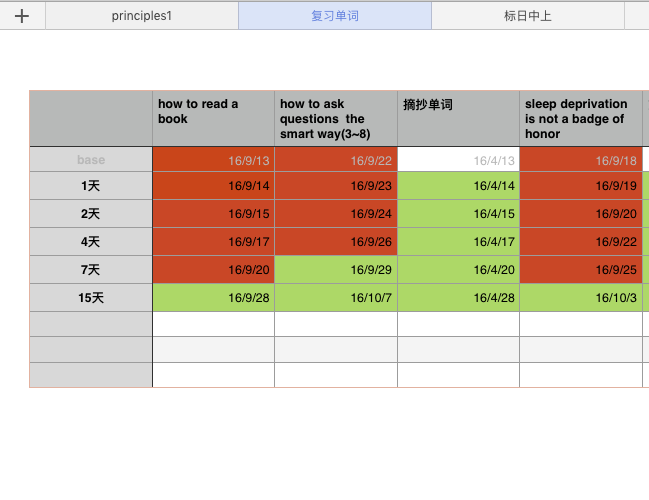 principles1 复习单词 标日中上
how to read a book how to ask questions the smart way(3~8) 摘抄单词 sleep deprivation is not a badge of honor
base 16/9/13 16/9/22 16/4/13 16/9/18
1天 16/9/14 16/9/23 16/4/14 16/9/19
2天 16/9/15 16/9/24 16/4/15 16/9/20
4天 16/9/17 16/9/26 16/4/17 16/9/22
7天 16/9/20 16/9/29 16/4/20 16/9/25
15天 16/9/28 16/10/7 16/4/28 16/10/3